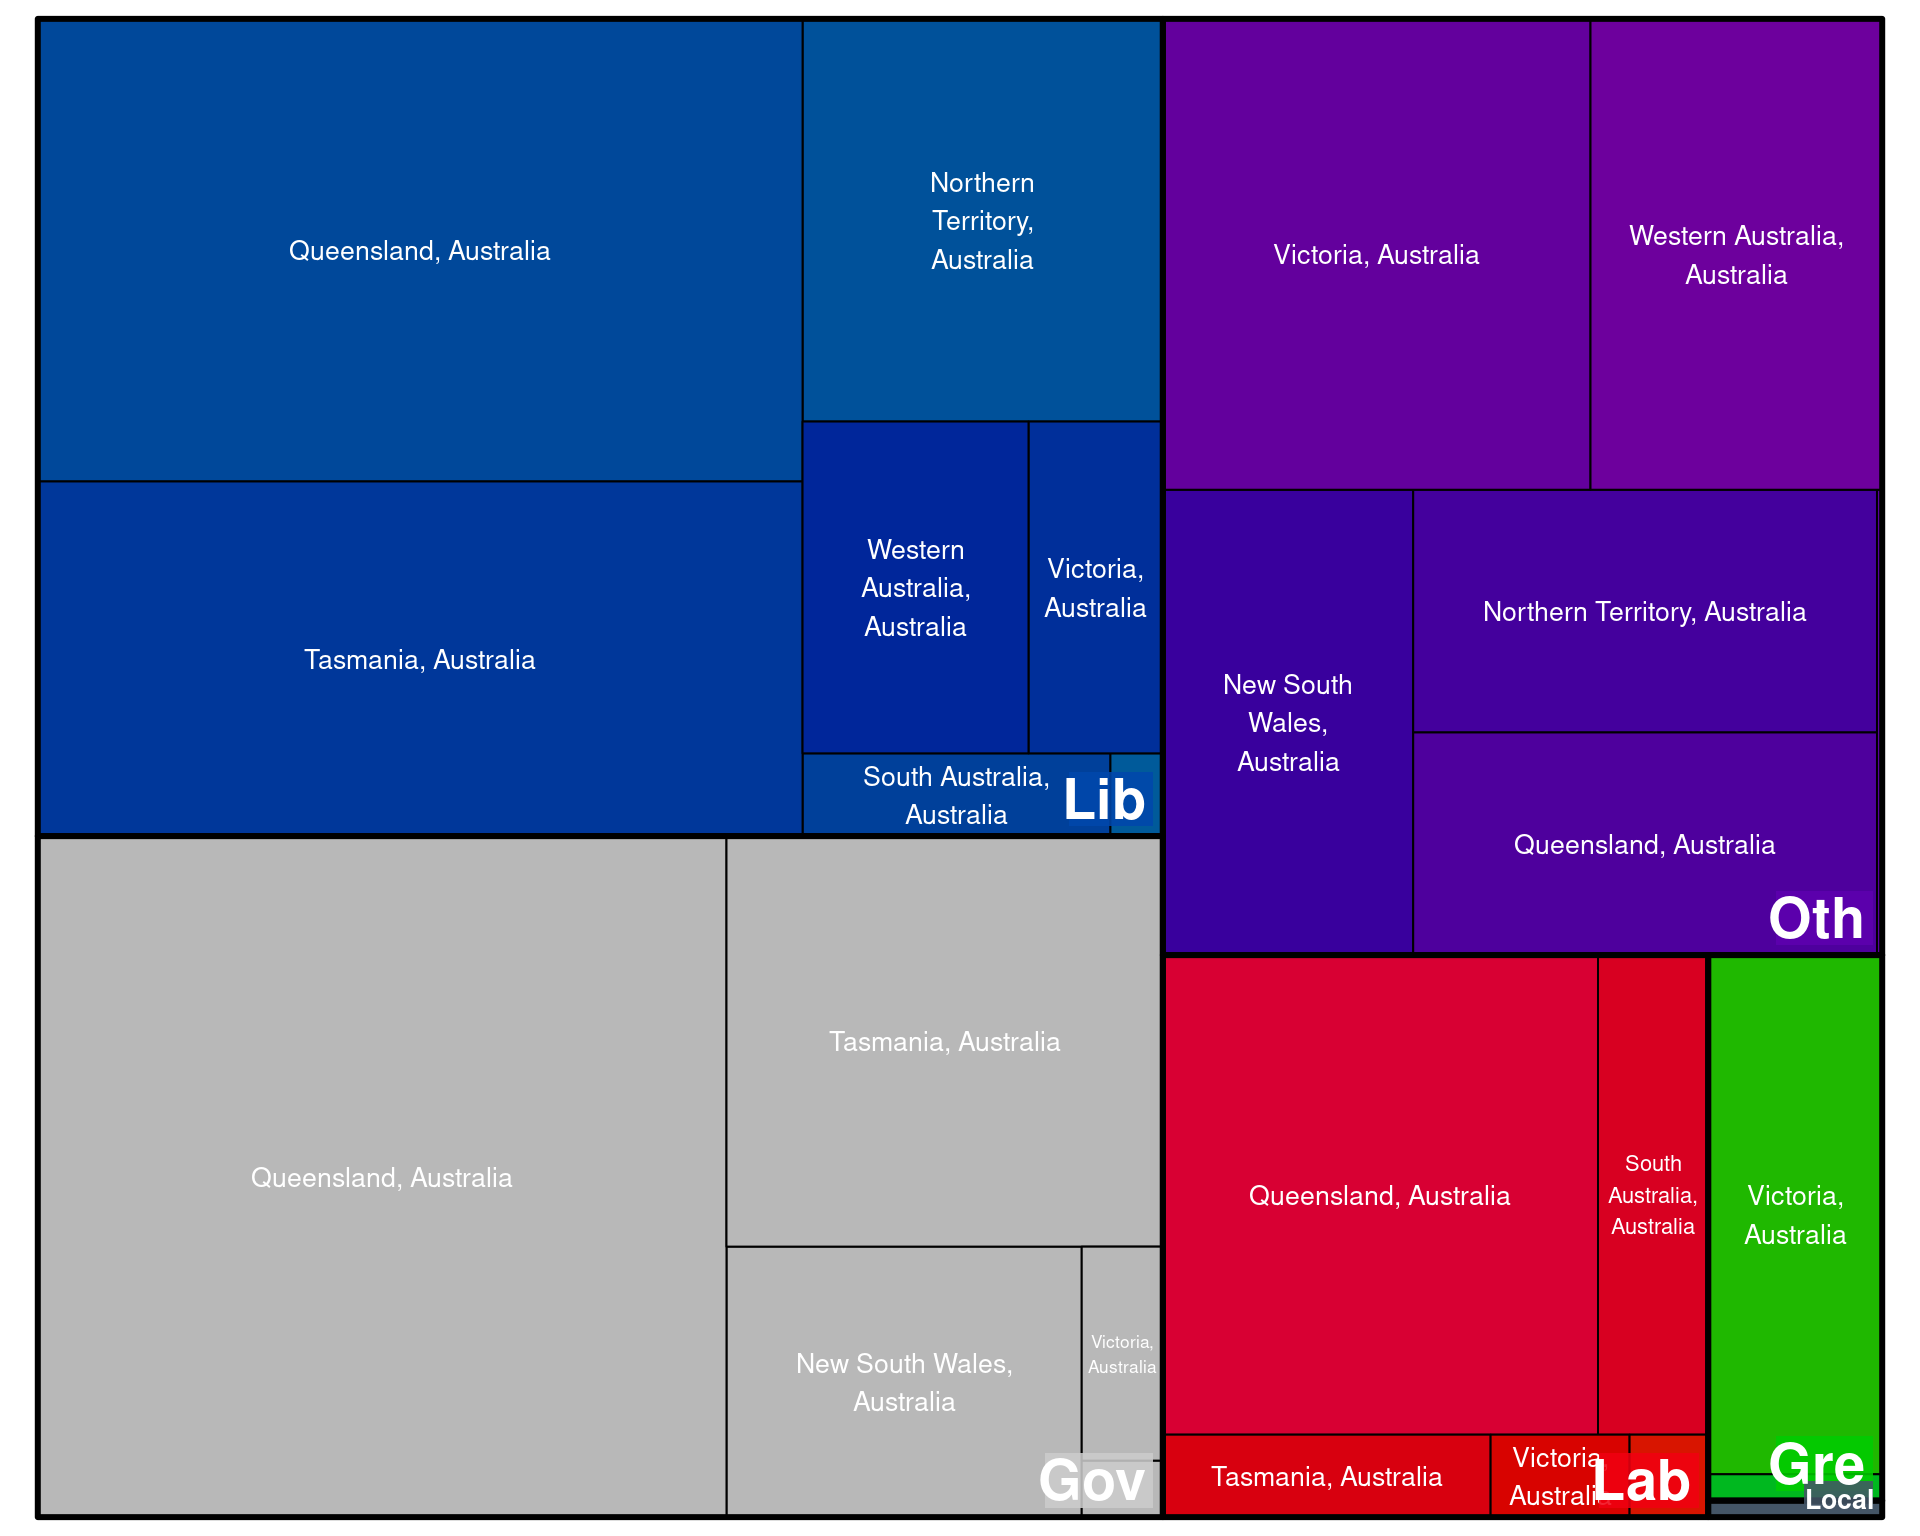 Queensland, Australia
Northern
Territory,
Australia
Tasmania, Australia
Western
Australia,
Australia
Victoria,
Australia
South Australia,
Australia
Lib
Victoria, Australia
Western Australia,
Australia
New South
Wales,
Australia
Northern Territory, Australia
Queensland, Australia
Oth
Queensland, Australia
Tasmania, Australia
New South Wales,
Australia
Victoria,
Australia
Gov
Queensland, Australia
South
Australia,
Australia
Tasmania, Australia
Victoria,
Australia
Lab
Victoria,
Australia
Gre
Local